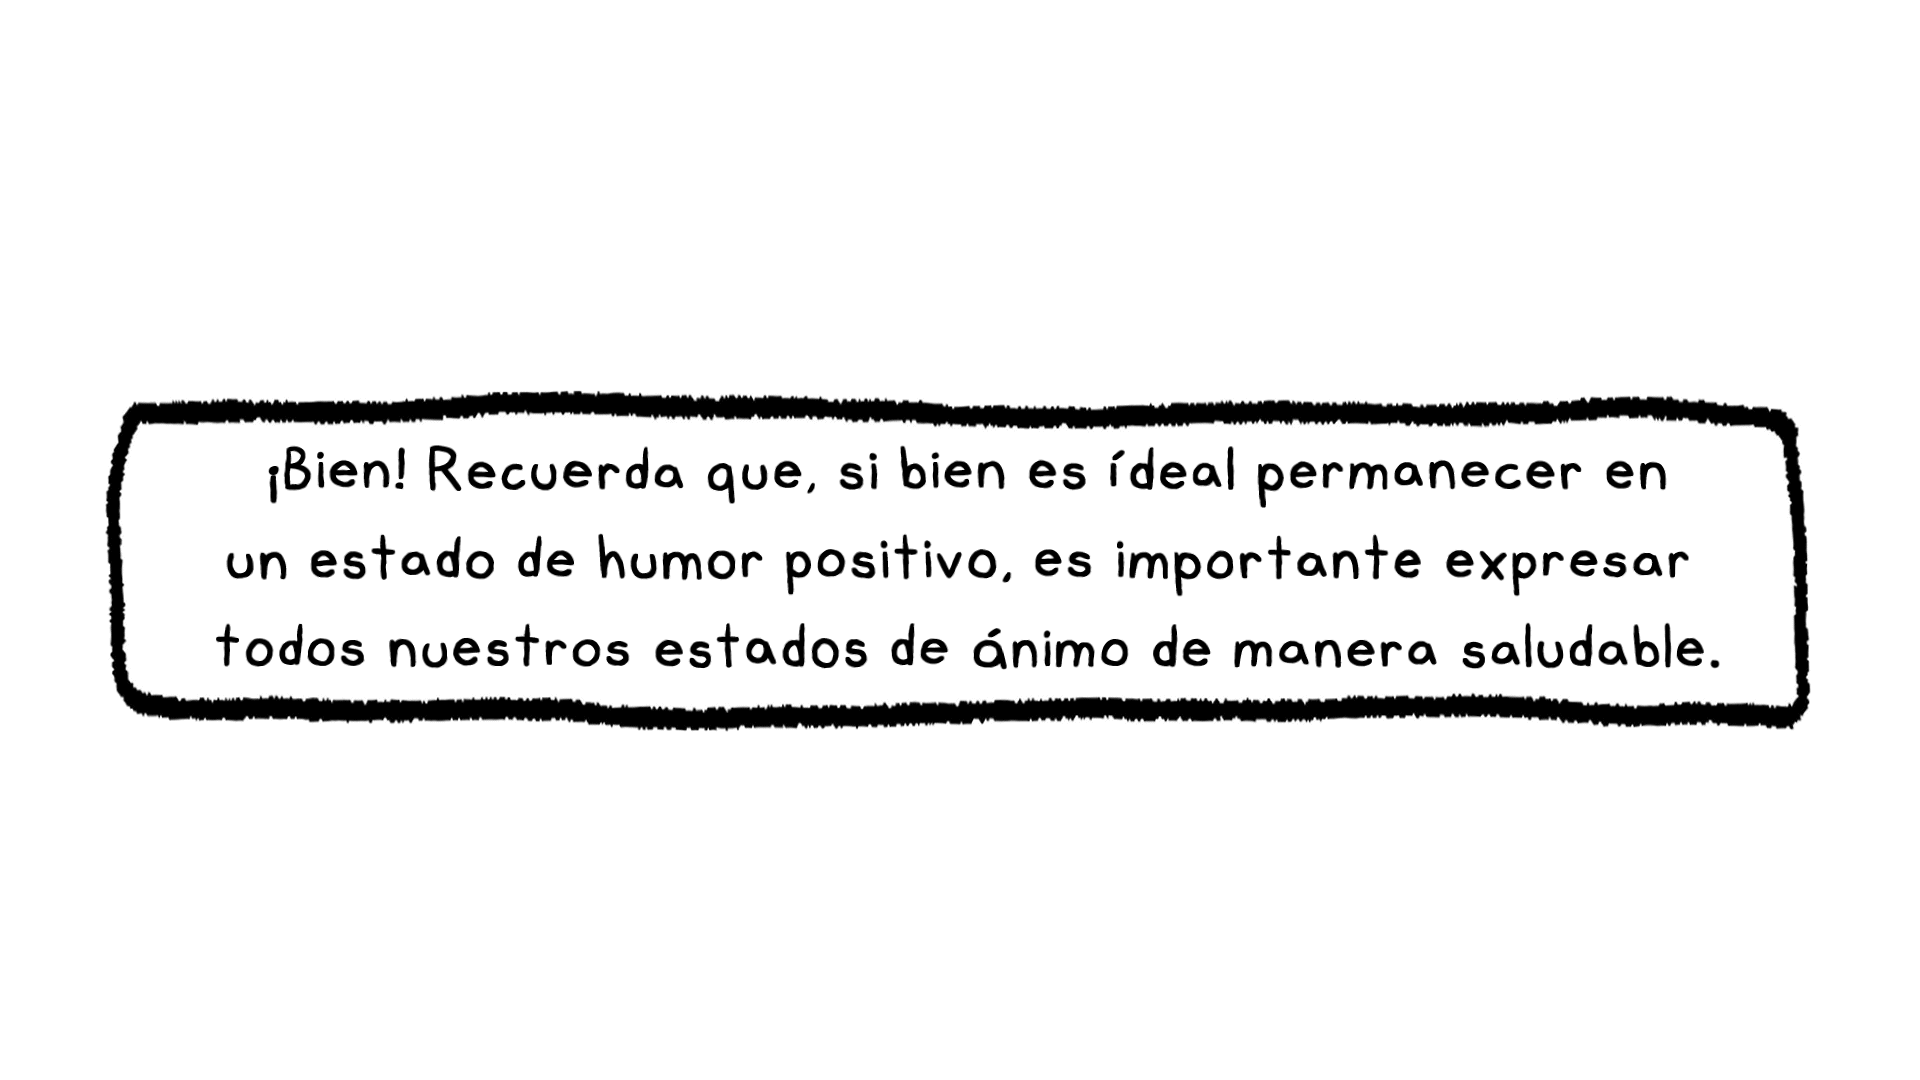 ¡Bien! Recuerda que, si bien es ídeal permanecer en
un estado de humor positivo, es importante expresar
todos nuestros estados de ánimo de manera saludable.